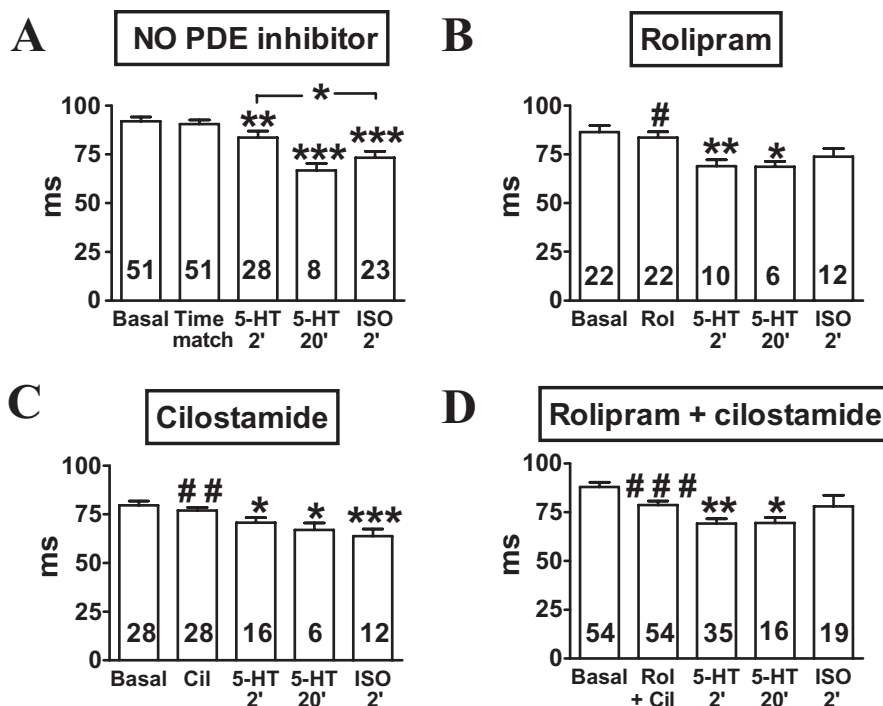 A
NO PDE inhibitor
100
75
50
25
0
ms
*
** *** ***
51 51 28 8 23
Basal Time match 5-HT 2' 5-HT 20' ISO 2'
B
Rolipram
100
75
50
25
0
ms
# ** *
22 22 10 6 12
Basal Rol 5-HT 2' 5-HT 20' ISO 2'
C
Cilostamide
100
75
50
25
0
ms
## * * ***
28 28 16 6 12
Basal Cil 5-HT 2' 5-HT 20' ISO 2'
D
Rolipram + cilostamide
100
75
50
25
0
ms
### ** *
54 54 35 16 19
Basal Rol + Cil 5-HT 2' 5-HT 20' ISO 2'